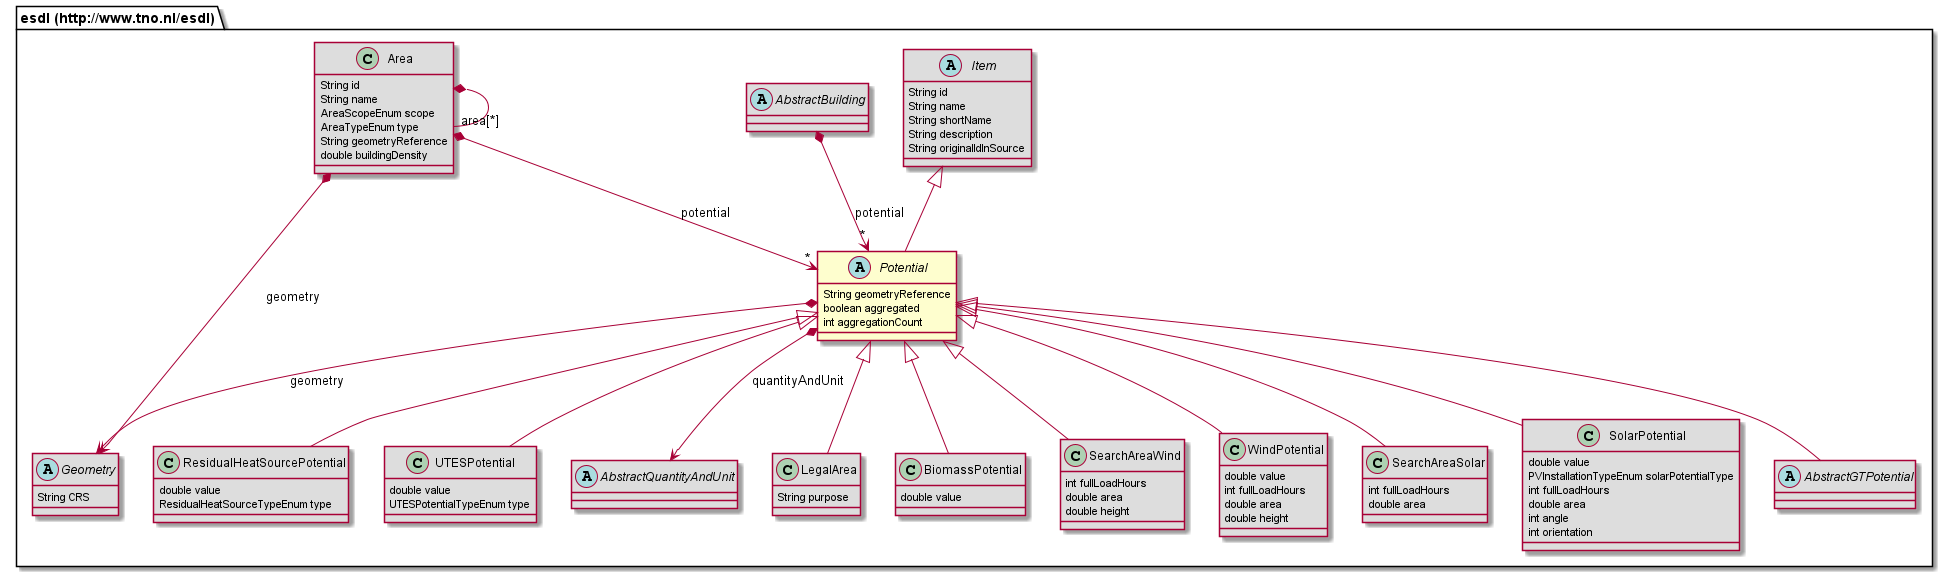 esdl (http://www.tno.nl/esdl)
C Area
String id
String name
AreaScopeEnum scope
AreaTypeEnum type
String geometryReference
double buildingDensity
area[*]
A AbstractBuilding
A Item
String id
String name
String shortName
String description
String originalIdInSource
potential
*
potential
*
A Potential
String geometryReference
boolean aggregated
int aggregationCount
geometry
geometry
quantityAndUnit
A Geometry
String CRS
C ResidualHeatSourcePotential
double value
ResidualHeatSourceTypeEnum type
C UTESPotential
double value
UTESPotentialTypeEnum type
A AbstractQuantityAndUnit
C LegalArea
String purpose
C BiomassPotential
double value
C SearchAreaWind
int fullLoadHours
double area
double height
C WindPotential
double value
int fullLoadHours
double area
double height
C SearchAreaSolar
int fullLoadHours
double area
C SolarPotential
double value
PVInstallationTypeEnum solarPotentialType
int fullLoadHours
double area
int angle
int orientation
A AbstractGTPotential